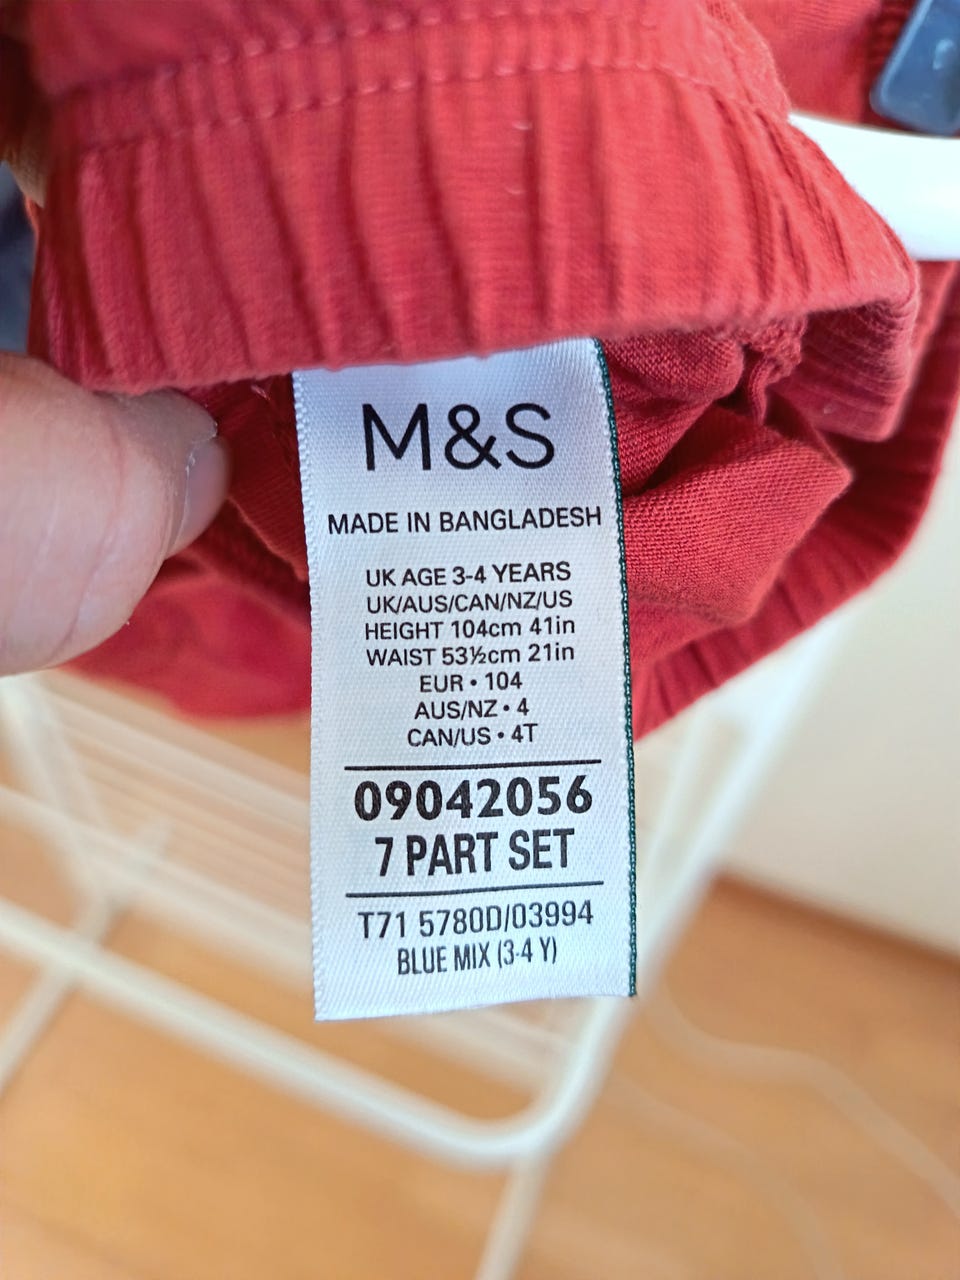 M&S
MADE IN BANGLADESH
UK AGE 3-4 YEARS
UK/AUS/CAN/NZ/US
HEIGHT 104cm 41in
WAIST 53½cm 21in
EUR • 104
AUS/NZ • 4
CAN/US • 4T
09042056
7 PART SET
T71 5780D/03994
BLUE MIX (3-4 Y)